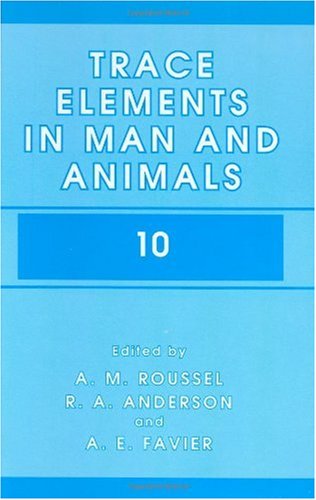 TRACE
ELEMENTS
IN MAN AND
ANIMALS
10
Edited by
A. M. ROUSSEL
R. A. ANDERSON
and
A. E. FAVIER